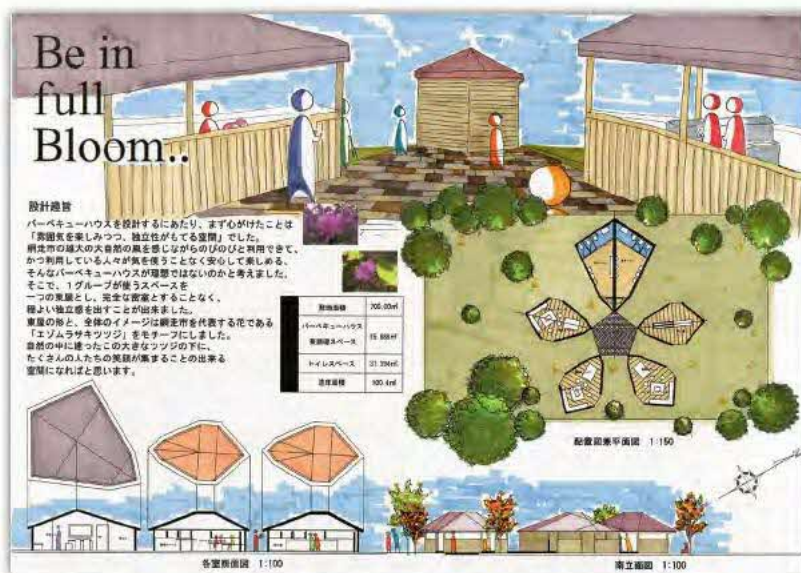 Be in
full
Bloom..
設計趣旨
バーベキューハウスを設計するにあたり、まず心がけたことは
「雰囲気を楽しみつつ、独立性がもてる空間」でした。
網走市の雄大の大自然の風を感じながらのびのびと利用できて、
かつ利用している人々が気を使うことなく安心して楽しめる、
そんなバーベキューハウスが理想ではないのかと考えました。
そこで、1グループが使うスペースを
一つの東屋とし、完全な密室とすることなく、
程よい独立感を出すことが出来ました。
東屋の形と、全体のイメージは網走市を代表する花である
「エゾムラサキツツジ」をモチーフにしました。
自然の中に建ったこの大きなツツジの下に、
たくさんの人たちの笑顔が集まることの出来る
空間になればと思います。
敷地面積
バーベキューハウス
トイレスペース
配置図兼平面図 1:150
各室断面図 1:100
南立面図 1:100